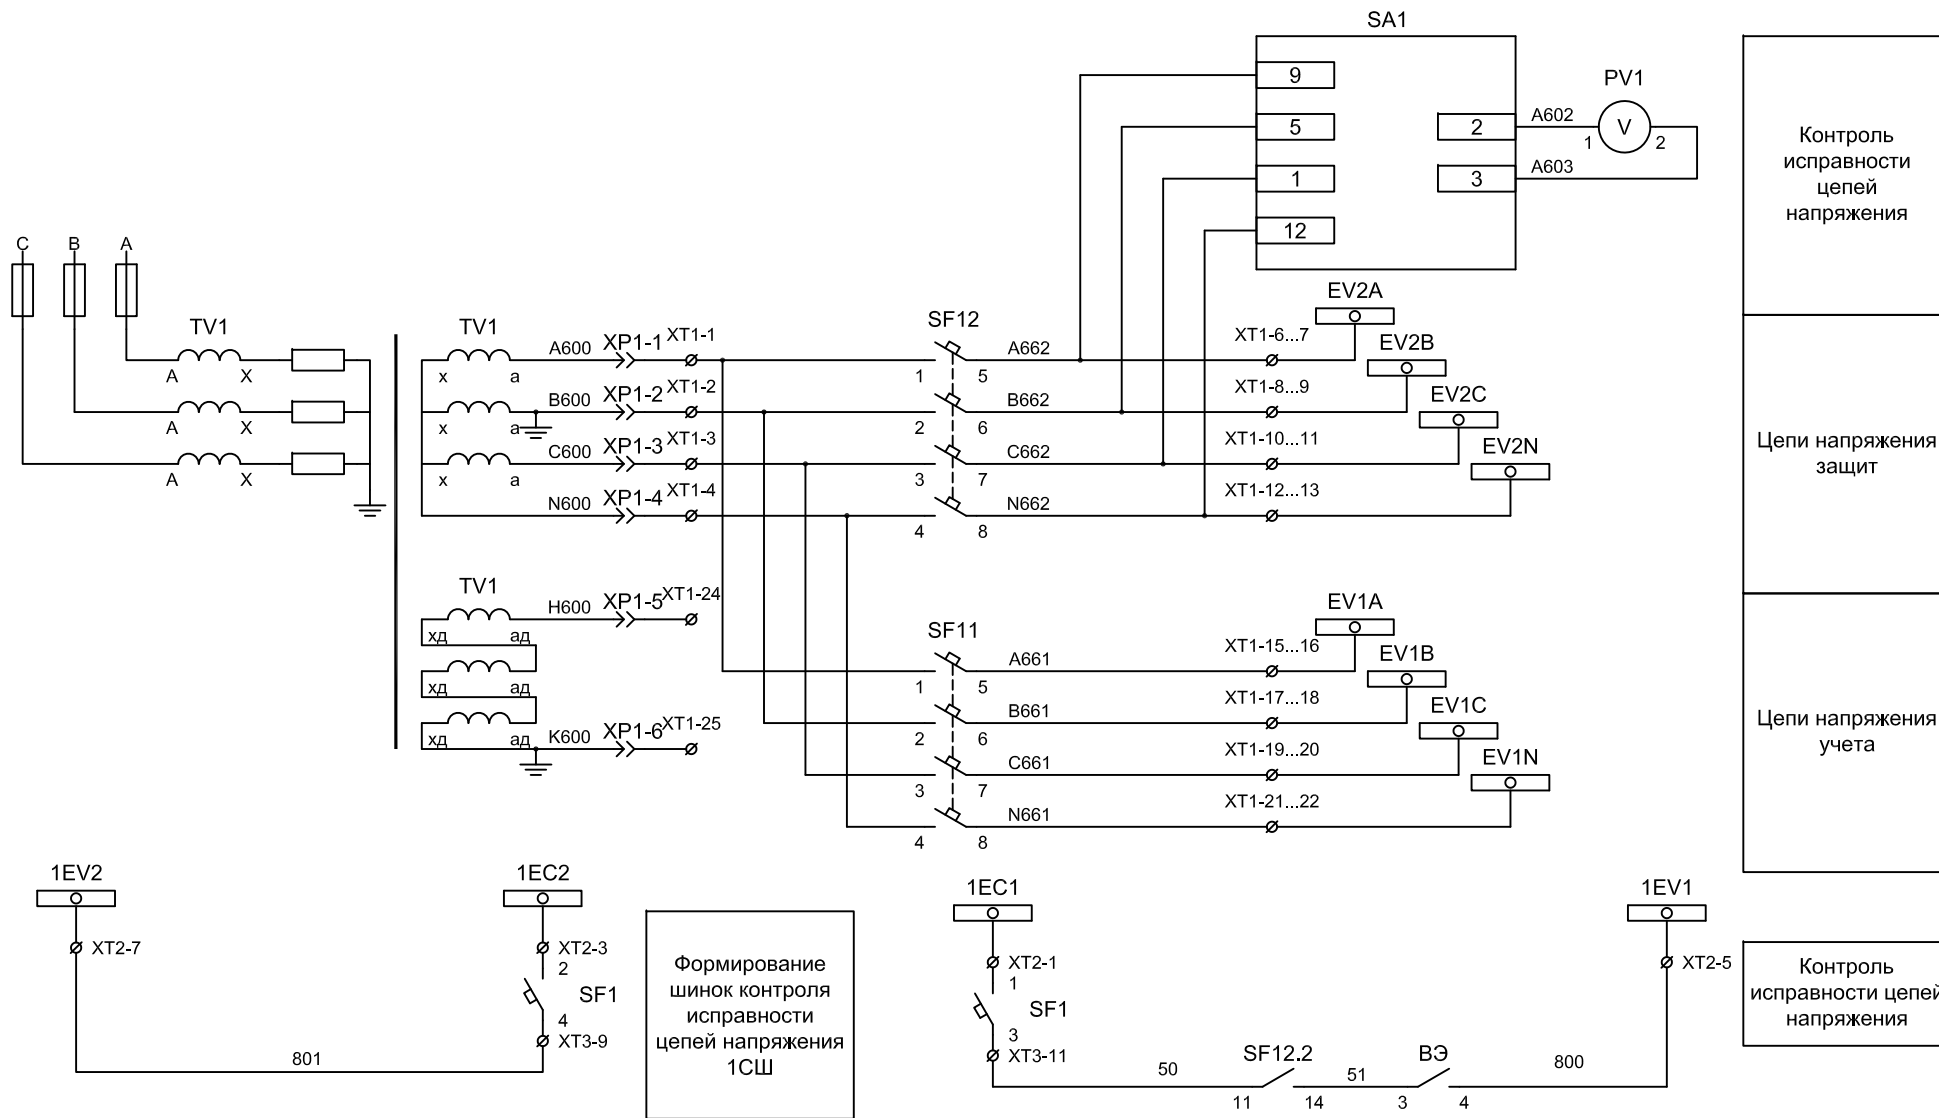 SA1
9
5
1
12
2
3
A602
A603
PV1
1
V
2
Контроль
исправности
цепей
напряжения
C
B
A
TV1
A
X
A
X
A
X
TV1
x
a
x
a
x
a
A600
B600
C600
N600
XP1-1
XP1-2
XP1-3
XP1-4
XT1-1
XT1-2
XT1-3
XT1-4
SF12
1
5
2
6
3
7
4
8
A662
B662
C662
N662
XT1-6...7
XT1-8...9
XT1-10...11
XT1-12...13
EV2A
EV2B
EV2C
EV2N
Цепи напряжения
защит
TV1
хд
ад
хд
ад
хд
ад
H600
K600
XP1-5
XP1-6
XT1-24
XT1-25
SF11
1
5
2
6
3
7
4
8
A661
B661
C661
N661
XT1-15...16
XT1-17...18
XT1-19...20
XT1-21...22
EV1A
EV1B
EV1C
EV1N
Цепи напряжения
учета
1EV2
XT2-7
801
1EC2
XT2-3
2
SF1
4
XT3-9
Формирование
шинок контроля
исправности
цепей напряжения
1СШ
1EC1
XT2-1
1
SF1
3
XT3-11
50
SF12.2
11
14
51
ВЭ
3
4
800
1EV1
XT2-5
Контроль
исправности цепей
напряжения